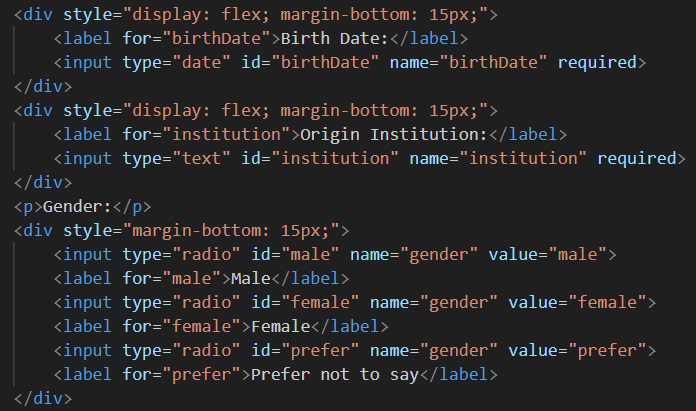 <div style="display: flex; margin-bottom: 15px;">
    <label for="birthDate">Birth Date:</label>
    <input type="date" id="birthDate" name="birthDate" required>
</div>
<div style="display: flex; margin-bottom: 15px;">
    <label for="institution">Origin Institution:</label>
    <input type="text" id="institution" name="institution" required>
</div>
<p>Gender:</p>
<div style="margin-bottom: 15px;">
    <input type="radio" id="male" name="gender" value="male">
    <label for="male">Male</label>
    <input type="radio" id="female" name="gender" value="female">
    <label for="female">Female</label>
    <input type="radio" id="prefer" name="gender" value="prefer">
    <label for="prefer">Prefer not to say</label>
</div>